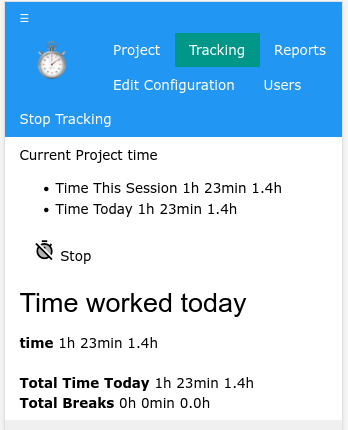 ☰
Project Tracking Reports
Edit Configuration Users
Stop Tracking
Current Project time
• Time This Session 1h 23min 1.4h
• Time Today 1h 23min 1.4h
Stop
Time worked today
time 1h 23min 1.4h
Total Time Today 1h 23min 1.4h
Total Breaks 0h 0min 0.0h